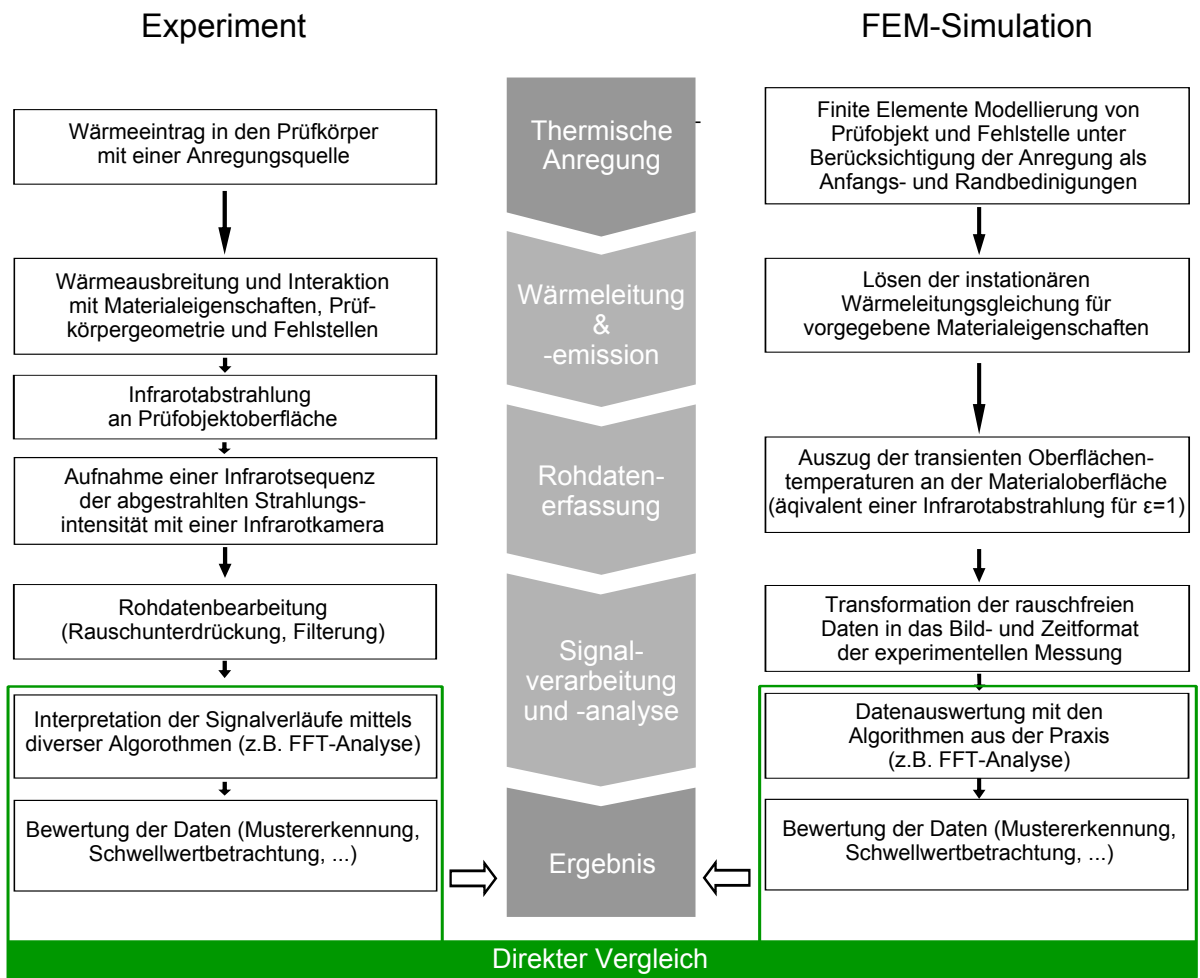 Experiment
FEM-Simulation
Wärmeeintrag in den Prüfkörper
mit einer Anregungsquelle
Wärmeausbreitung und Interaktion
mit Materialeigenschaften, Prüf-
körpergeometrie und Fehlstellen
Infrarotabstrahlung
an Prüfobjektoberfläche
Aufnahme einer Infrarotsequenz
der abgestrahlten Strahlungs-
intensität mit einer Infrarotkamera
Rohdatenbearbeitung
(Rauschunterdrückung, Filterung)
Interpretation der Signalverläufe mittels
diverser Algorothmen (z.B. FFT-Analyse)
Bewertung der Daten (Mustererkennung,
Schwellwertbetrachtung, ...)
Thermische
Anregung
Wärmeleitung
&
-emission
Rohdaten-
erfassung
Signal-
verarbeitung
und -analyse
Ergebnis
Finite Elemente Modellierung von
Prüfobjekt und Fehlstelle unter
Berücksichtigung der Anregung als
Anfangs- und Randbedinigungen
Lösen der instationären
Wärmeleitungsgleichung für
vorgegebene Materialeigenschaften
Auszug der transienten Oberflächen-
temperaturen an der Materialoberfläche
(äqivalent einer Infrarotabstrahlung für ε=1)
Transformation der rauschfreien
Daten in das Bild- und Zeitformat
der experimentellen Messung
Datenauswertung mit den
Algorithmen aus der Praxis
(z.B. FFT-Analyse)
Bewertung der Daten (Mustererkennung,
Schwellwertbetrachtung, ...)
Direkter Vergleich